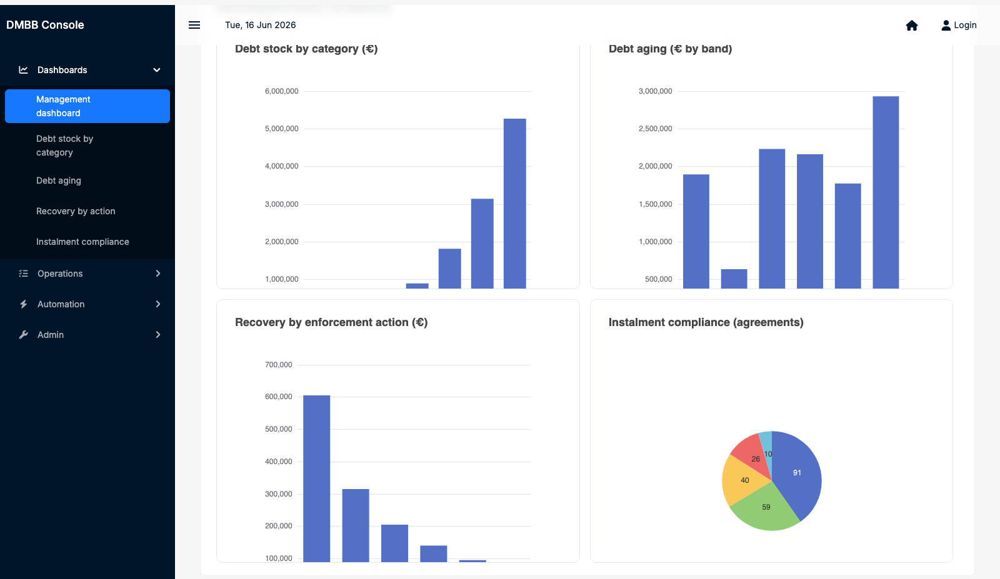 DMBB Console
Tue, 16 Jun 2026
Login
Dashboards
Management
dashboard
Debt stock by
category
Debt aging
Recovery by action
Instalment compliance
Operations
Automation
Admin
Debt stock by category (€)
6,000,000
5,000,000
4,000,000
3,000,000
2,000,000
1,000,000
Debt aging (€ by band)
3,000,000
2,500,000
2,000,000
1,500,000
1,000,000
500,000
Recovery by enforcement action (€)
700,000
600,000
500,000
400,000
300,000
200,000
100,000
Instalment compliance (agreements)
10
26
91
40
59